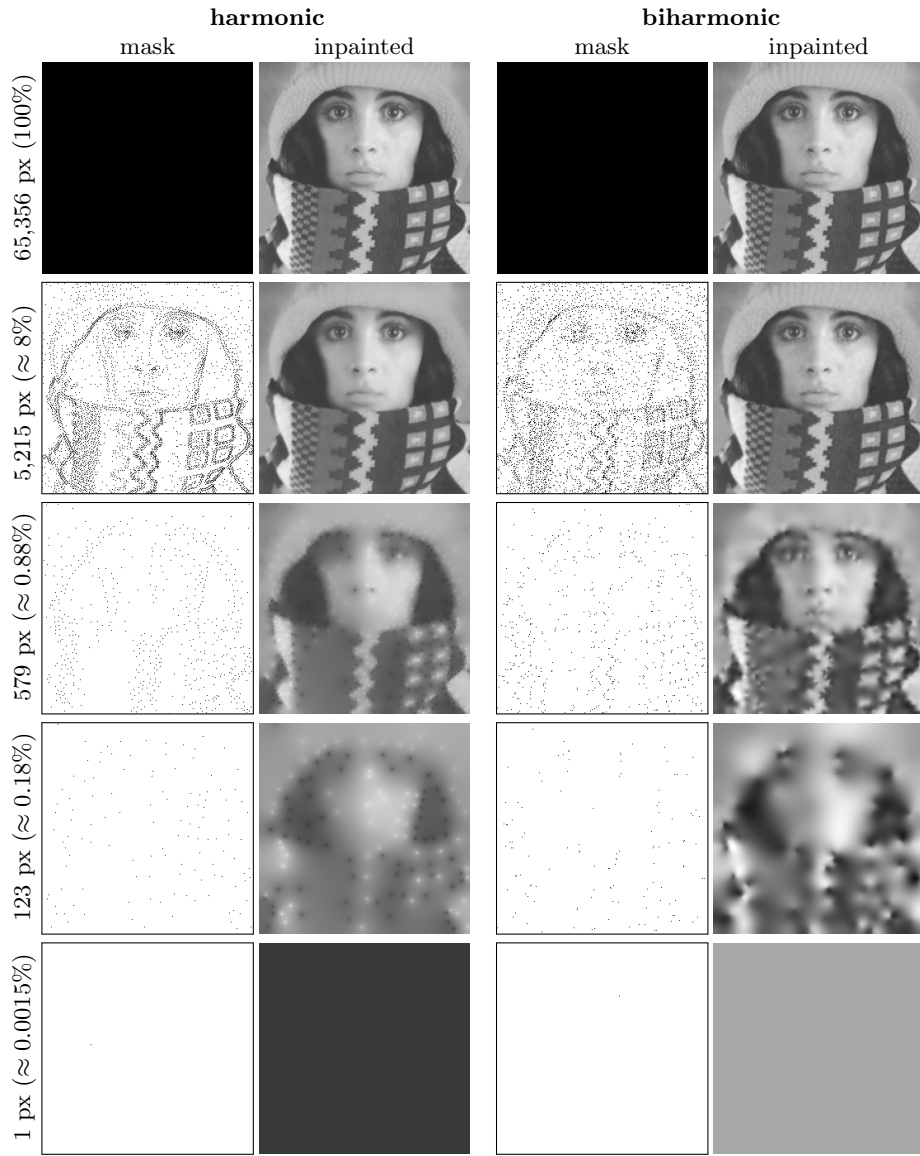 harmonic biharmonic
mask inpainted mask inpainted
65,356 px (100%)
5,215 px (≈ 8%)
579 px (≈ 0.88%)
123 px (≈ 0.18%)
1 px (≈ 0.0015%)